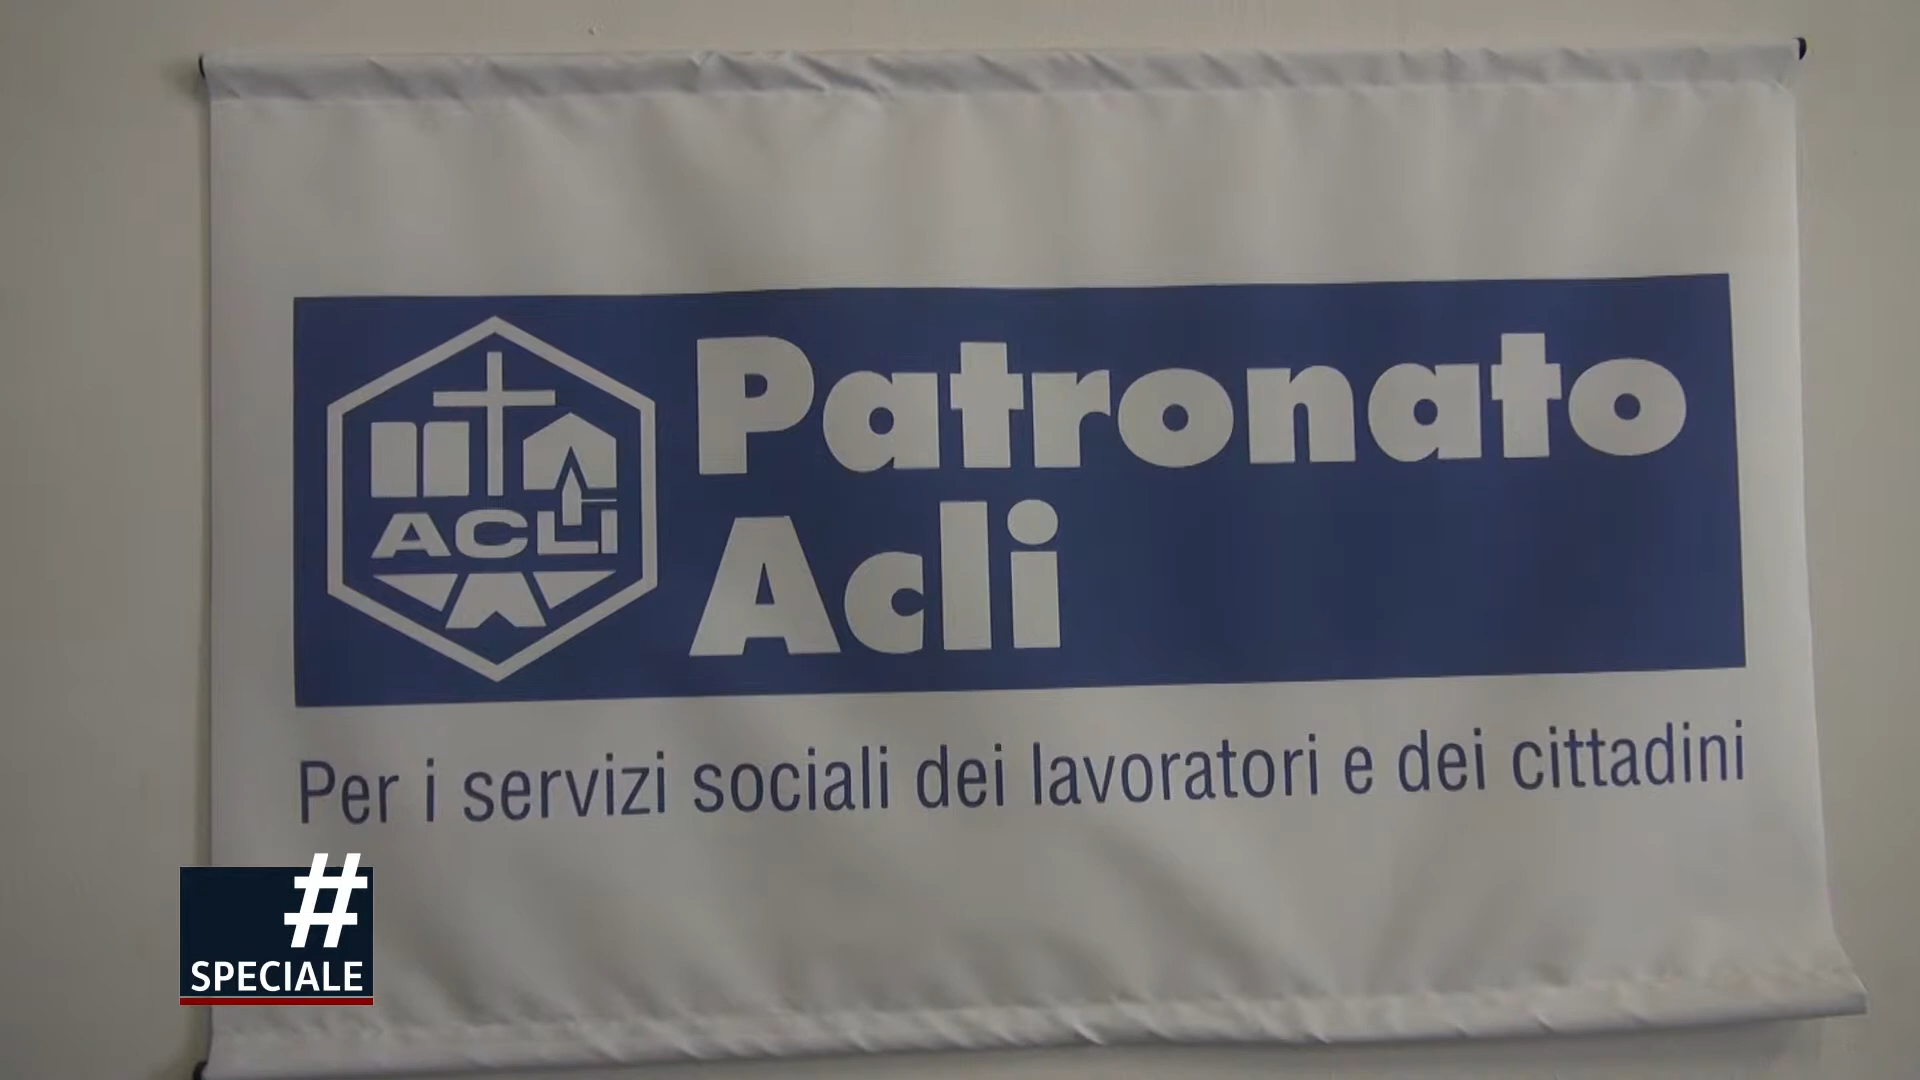 Patronato
Acli
ACLI
Per i servizi sociali dei lavoratori e dei cittadini
#
SPECIALE